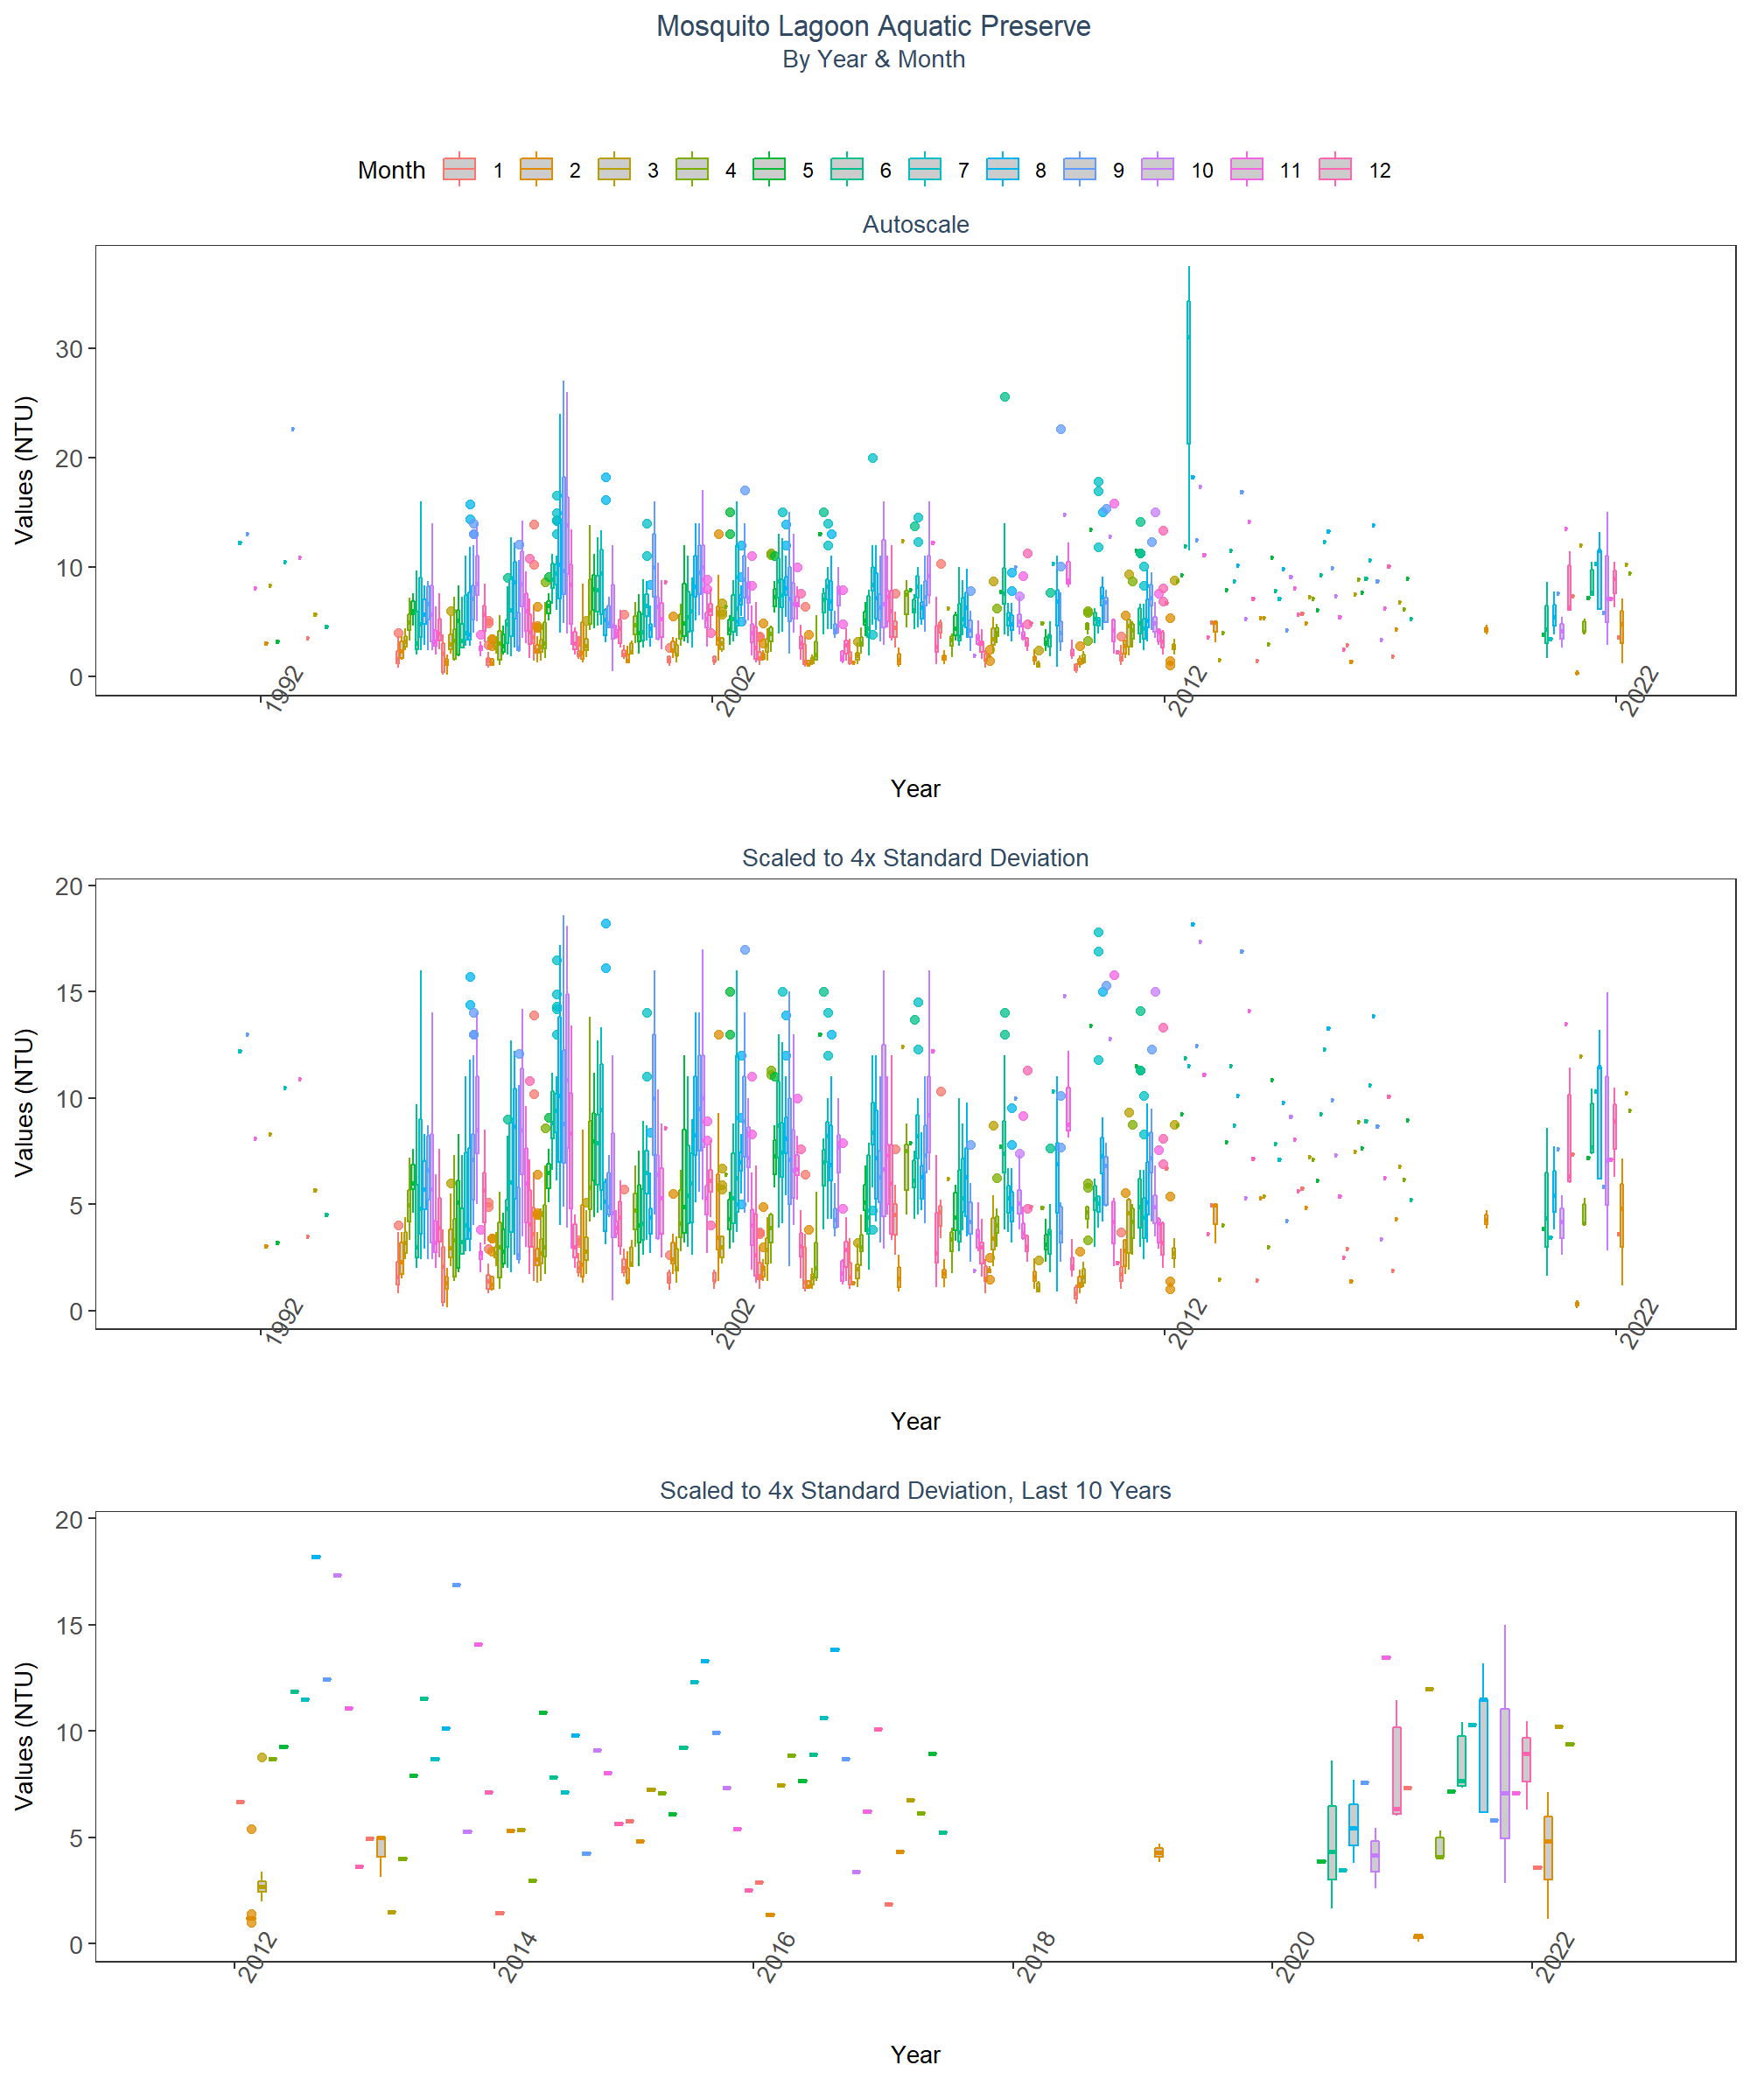 Mosquito Lagoon Aquatic Preserve
By Year & Month
Month 1 2 3 4 5 6 7 8 9 10 11 12
Autoscale
Values (NTU)
30
20
10
0
1992 2002 2012 2022
Year
Scaled to 4x Standard Deviation
Values (NTU)
20
15
10
5
0
1992 2002 2012 2022
Year
Scaled to 4x Standard Deviation, Last 10 Years
Values (NTU)
20
15
10
5
0
2012 2014 2016 2018 2020 2022
Year